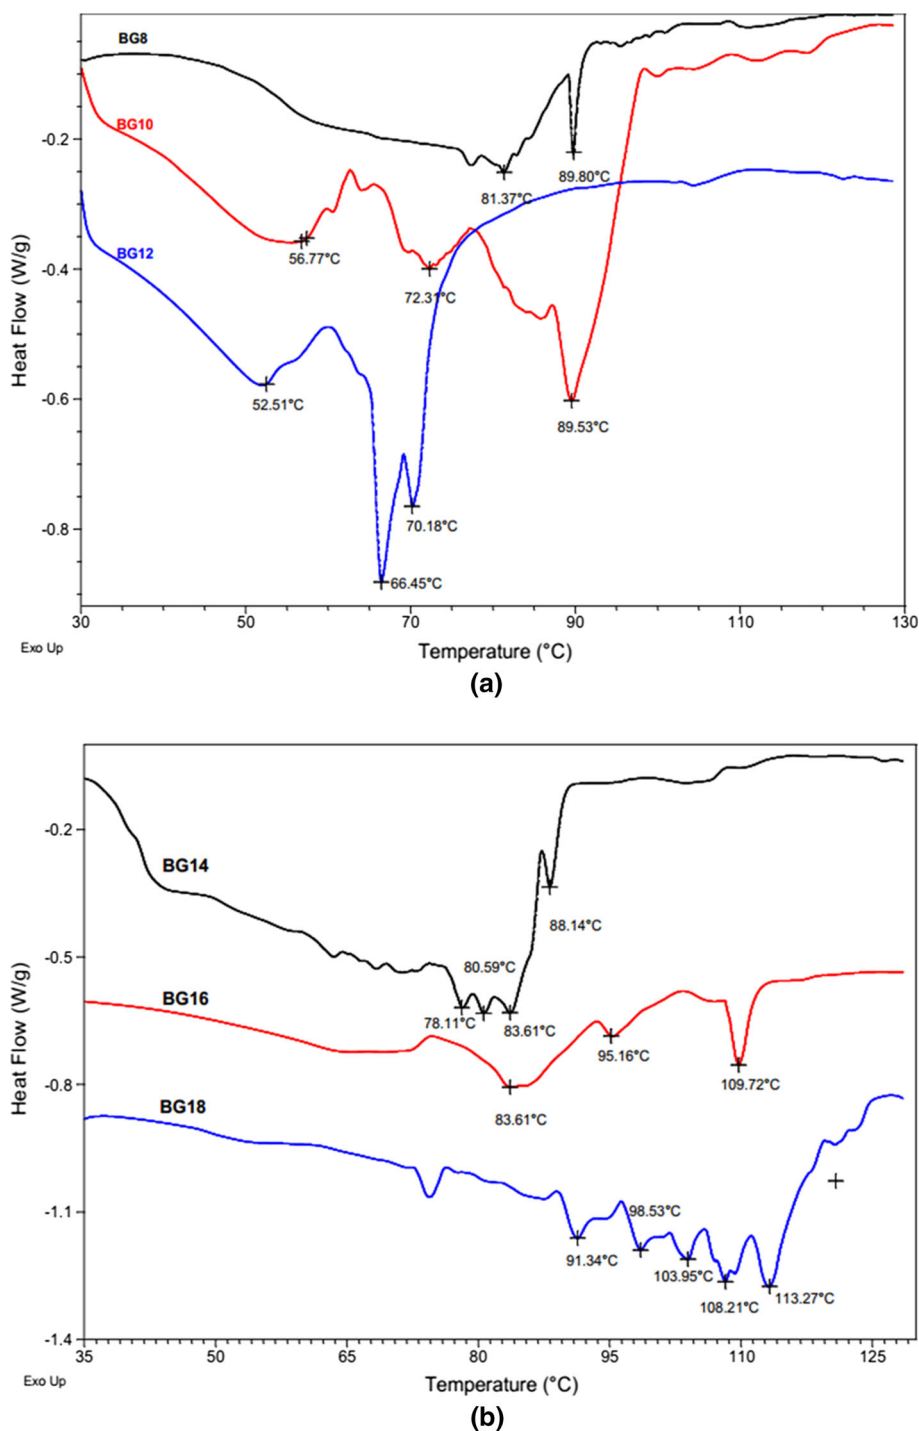 BG8
BG10
BG12
-0.2
-0.4
-0.6
-0.8
Heat Flow (W/g)
81.37°C
89.80°C
56.77°C
72.31°C
89.53°C
52.51°C
70.18°C
66.45°C
30
50
70
90
110
130
Exo Up
Temperature (°C)
(a)
BG14
BG16
BG18
-0.2
-0.5
-0.8
-1.1
-1.4
Heat Flow (W/g)
88.14°C
80.59°C
78.11°C
83.61°C
95.16°C
109.72°C
83.61°C
98.53°C
91.34°C
103.95°C
108.21°C
113.27°C
35
50
65
80
95
110
125
Exo Up
Temperature (°C)
(b)